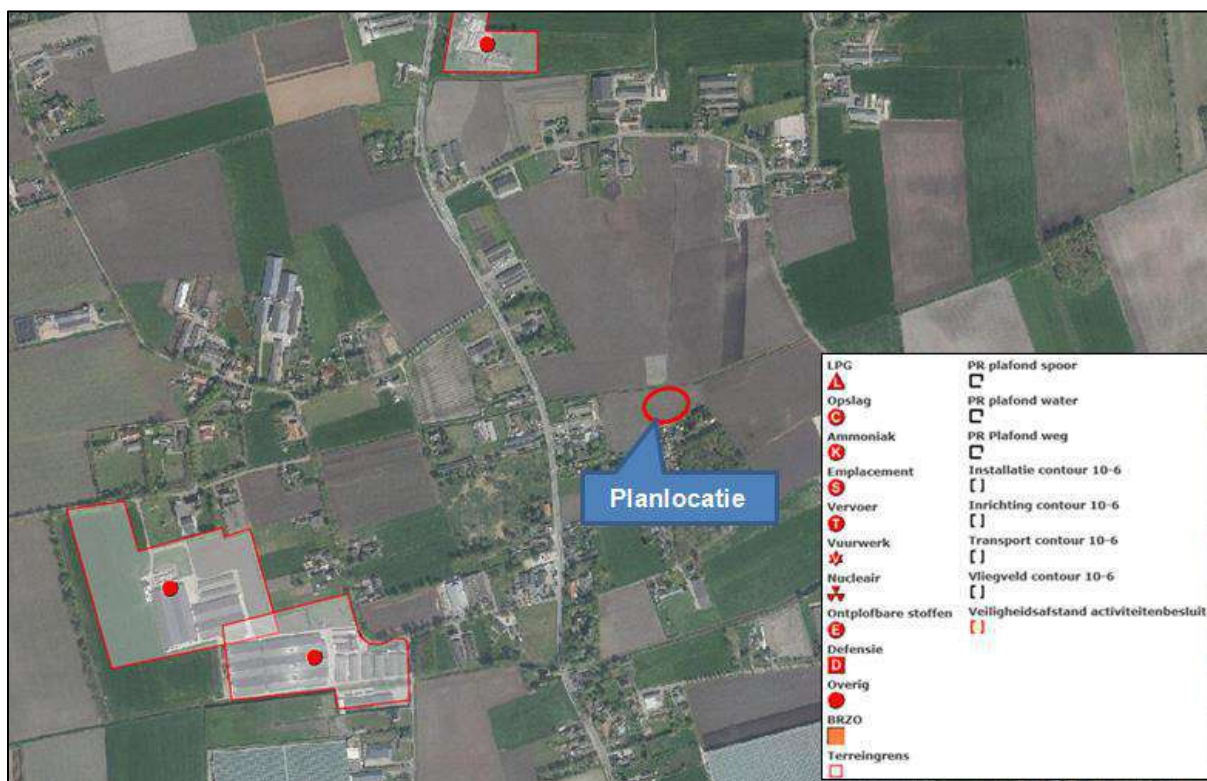 Planlocatie
LPG
L
Opslag
C
Ammoniak
K
Emplacement
S
Vervoer
T
Vuurwerk
V
Nucleair
Ontplofbare stoffen
E
Defensie
D
Overig
BRZO
Terreingrens
PR plafond spoor
PR plafond water
PR Plafond weg
Installatie contour 10-6
Inrichting contour 10-6
Transport contour 10-6
Vliegveld contour 10-6
Veiligheidsafstand activiteitenbesluit